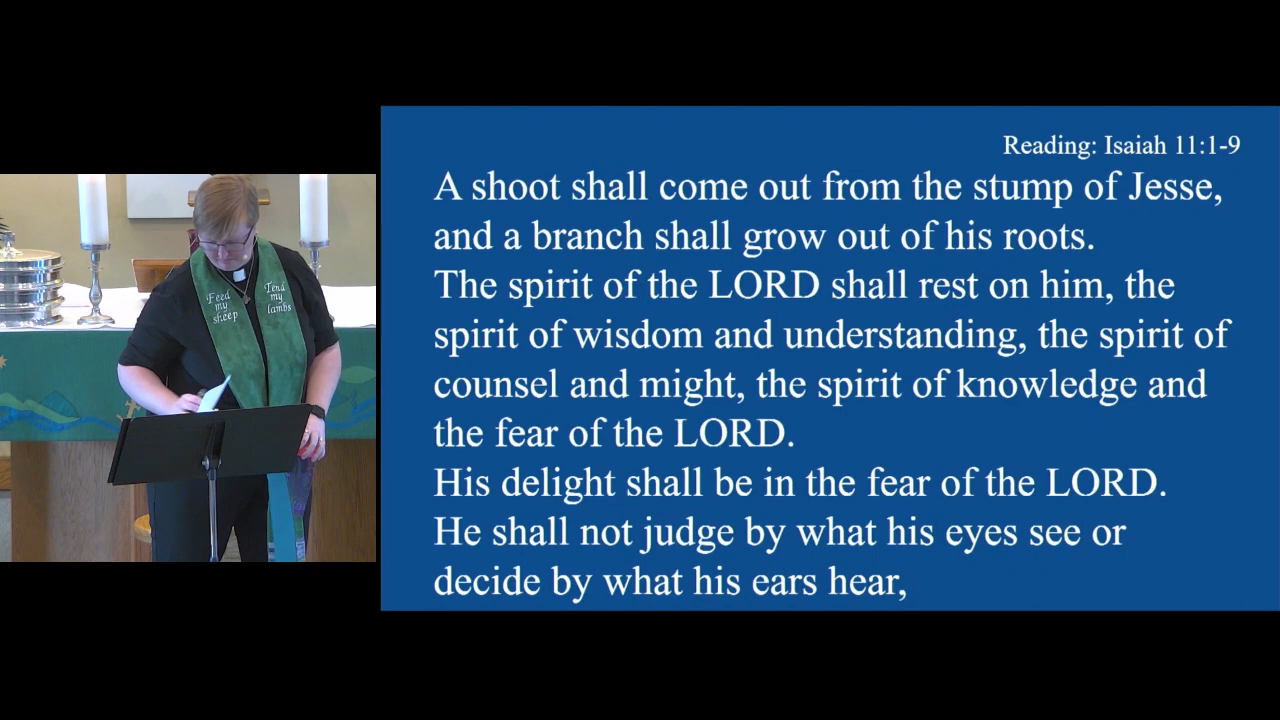 Reading: Isaiah 11:1-9
A shoot shall come out from the stump of Jesse,
and a branch shall grow out of his roots.
The spirit of the LORD shall rest on him, the
spirit of wisdom and understanding, the spirit of
counsel and might, the spirit of knowledge and
the fear of the LORD.
His delight shall be in the fear of the LORD.
He shall not judge by what his eyes see or
decide by what his ears hear,
Feed
my
sheep
Tend
my
lambs